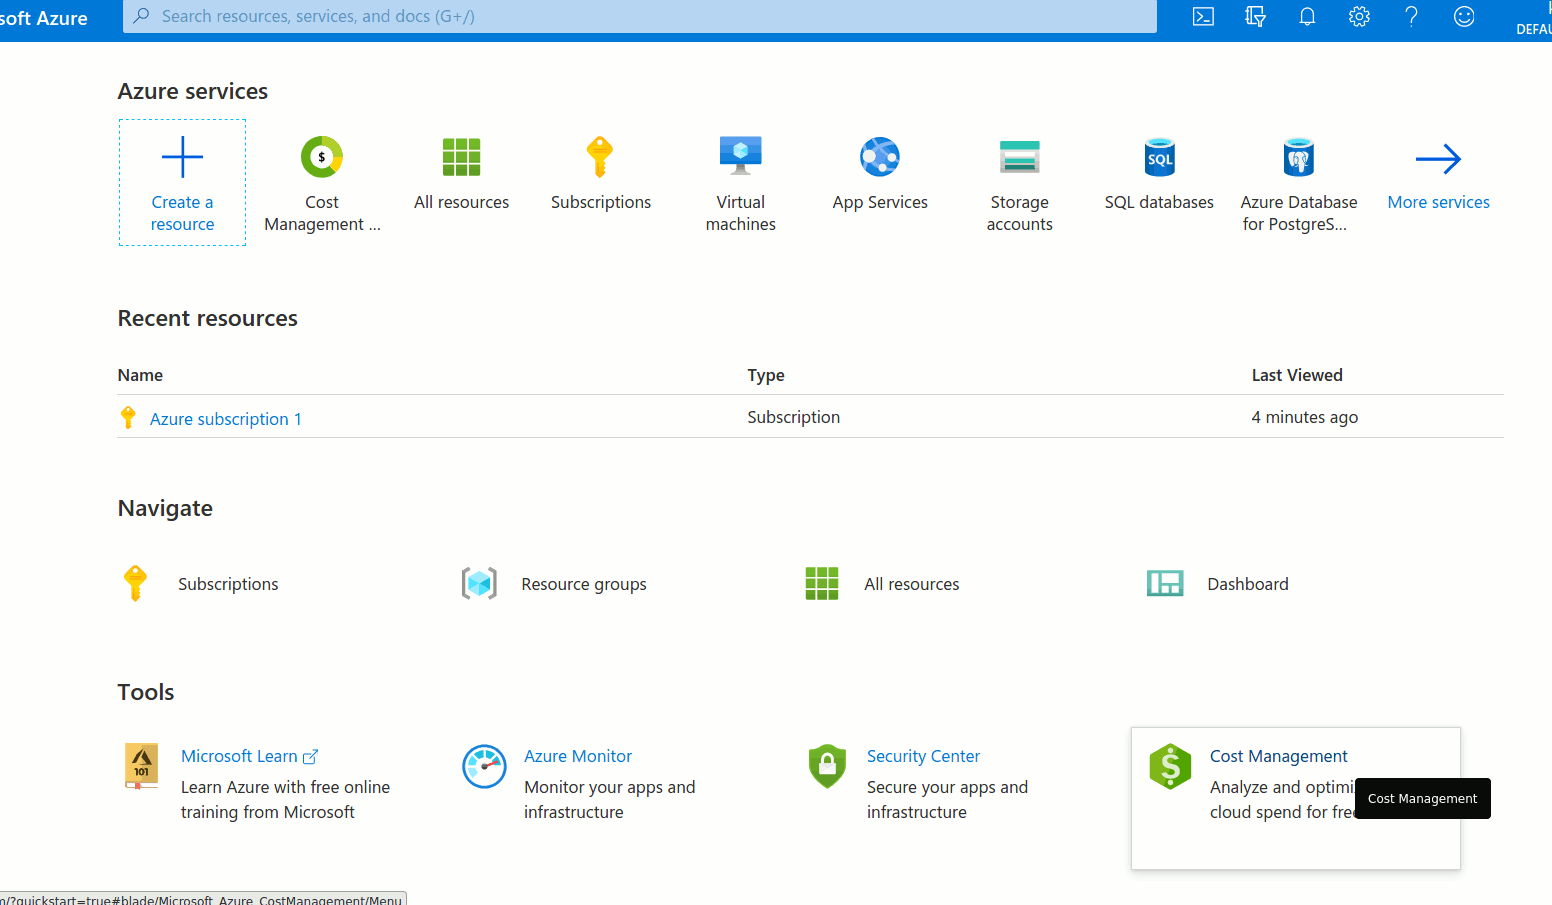 soft Azure
Search resources, services, and docs (G+/)
DEFAU
Azure services
Create a
resource
$
Cost
Management ...
All resources
Subscriptions
Virtual
machines
App Services
Storage
accounts
SQL
SQL databases
Azure Database
for PostgreS...
More services
Recent resources
Name Type Last Viewed
Azure subscription 1 Subscription 4 minutes ago
Navigate
Subscriptions Resource groups All resources Dashboard
Tools
101
Microsoft Learn
Learn Azure with free online
training from Microsoft
Azure Monitor
Monitor your apps and
infrastructure
Security Center
Secure your apps and
infrastructure
$
Cost Management
Analyze and optimi
cloud spend for free
Cost Management
m/?quickstart=true#blade/Microsoft_Azure_CostManagement/Menu